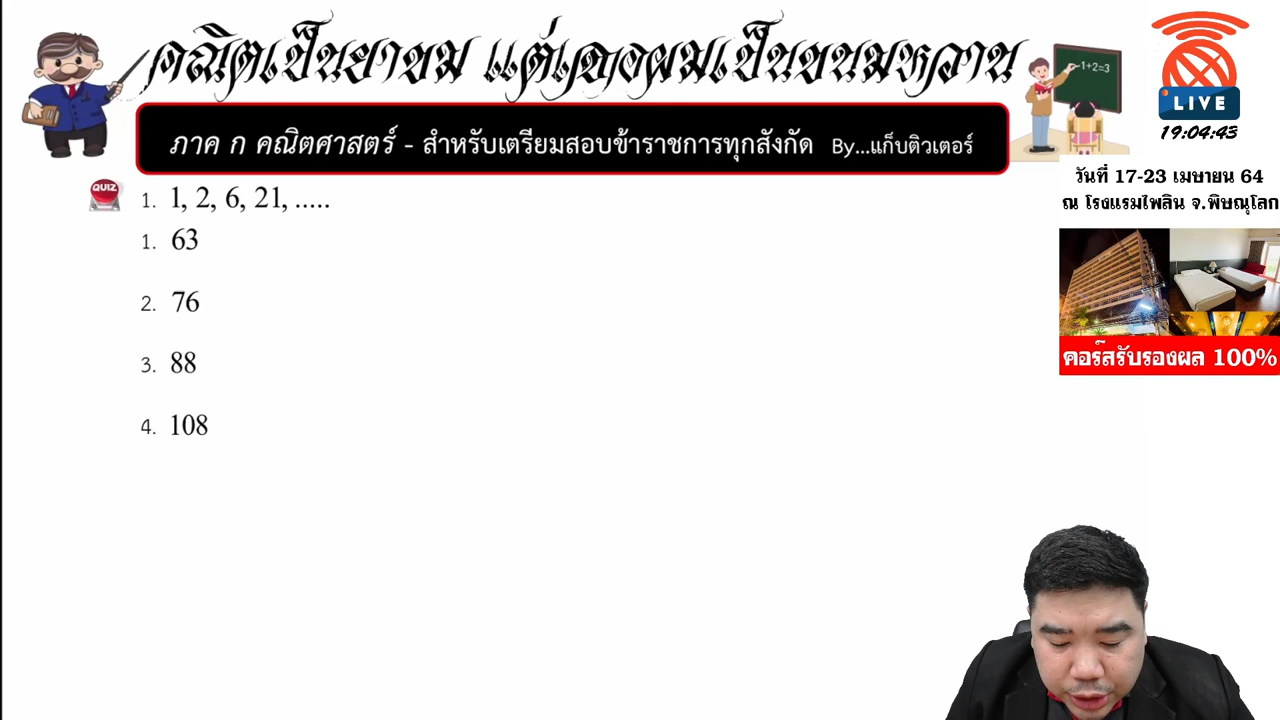 คณิตเป็นยาขม แต่เจอผมเป็นขนมหวาน
1+2=3
LIVE
19:04:43
ภาค ก คณิตศาสตร์ - สำหรับเตรียมสอบข้าราชการทุกสังกัด By...แก็บติวเตอร์
วันที่ 17-23 เมษายน 64
ณ โรงแรมไพลิน จ.พิษณุโลก
QUIZ
1. 1, 2, 6, 21, .....
1. 63
2. 76
3. 88
4. 108
คอร๊สรับรองผล 100%